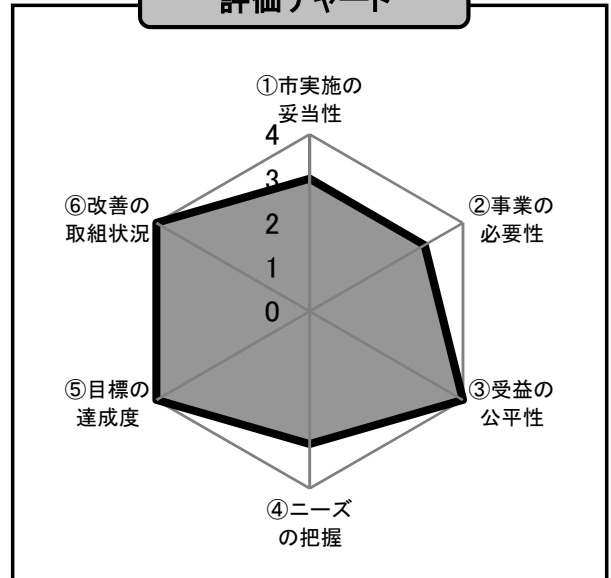 評価チャート
①市実施の
妥当性
4
3
2
1
0
②事業の
必要性
③受益の
公平性
④ニーズ
の把握
⑤目標の
達成度
⑥改善の
取組状況